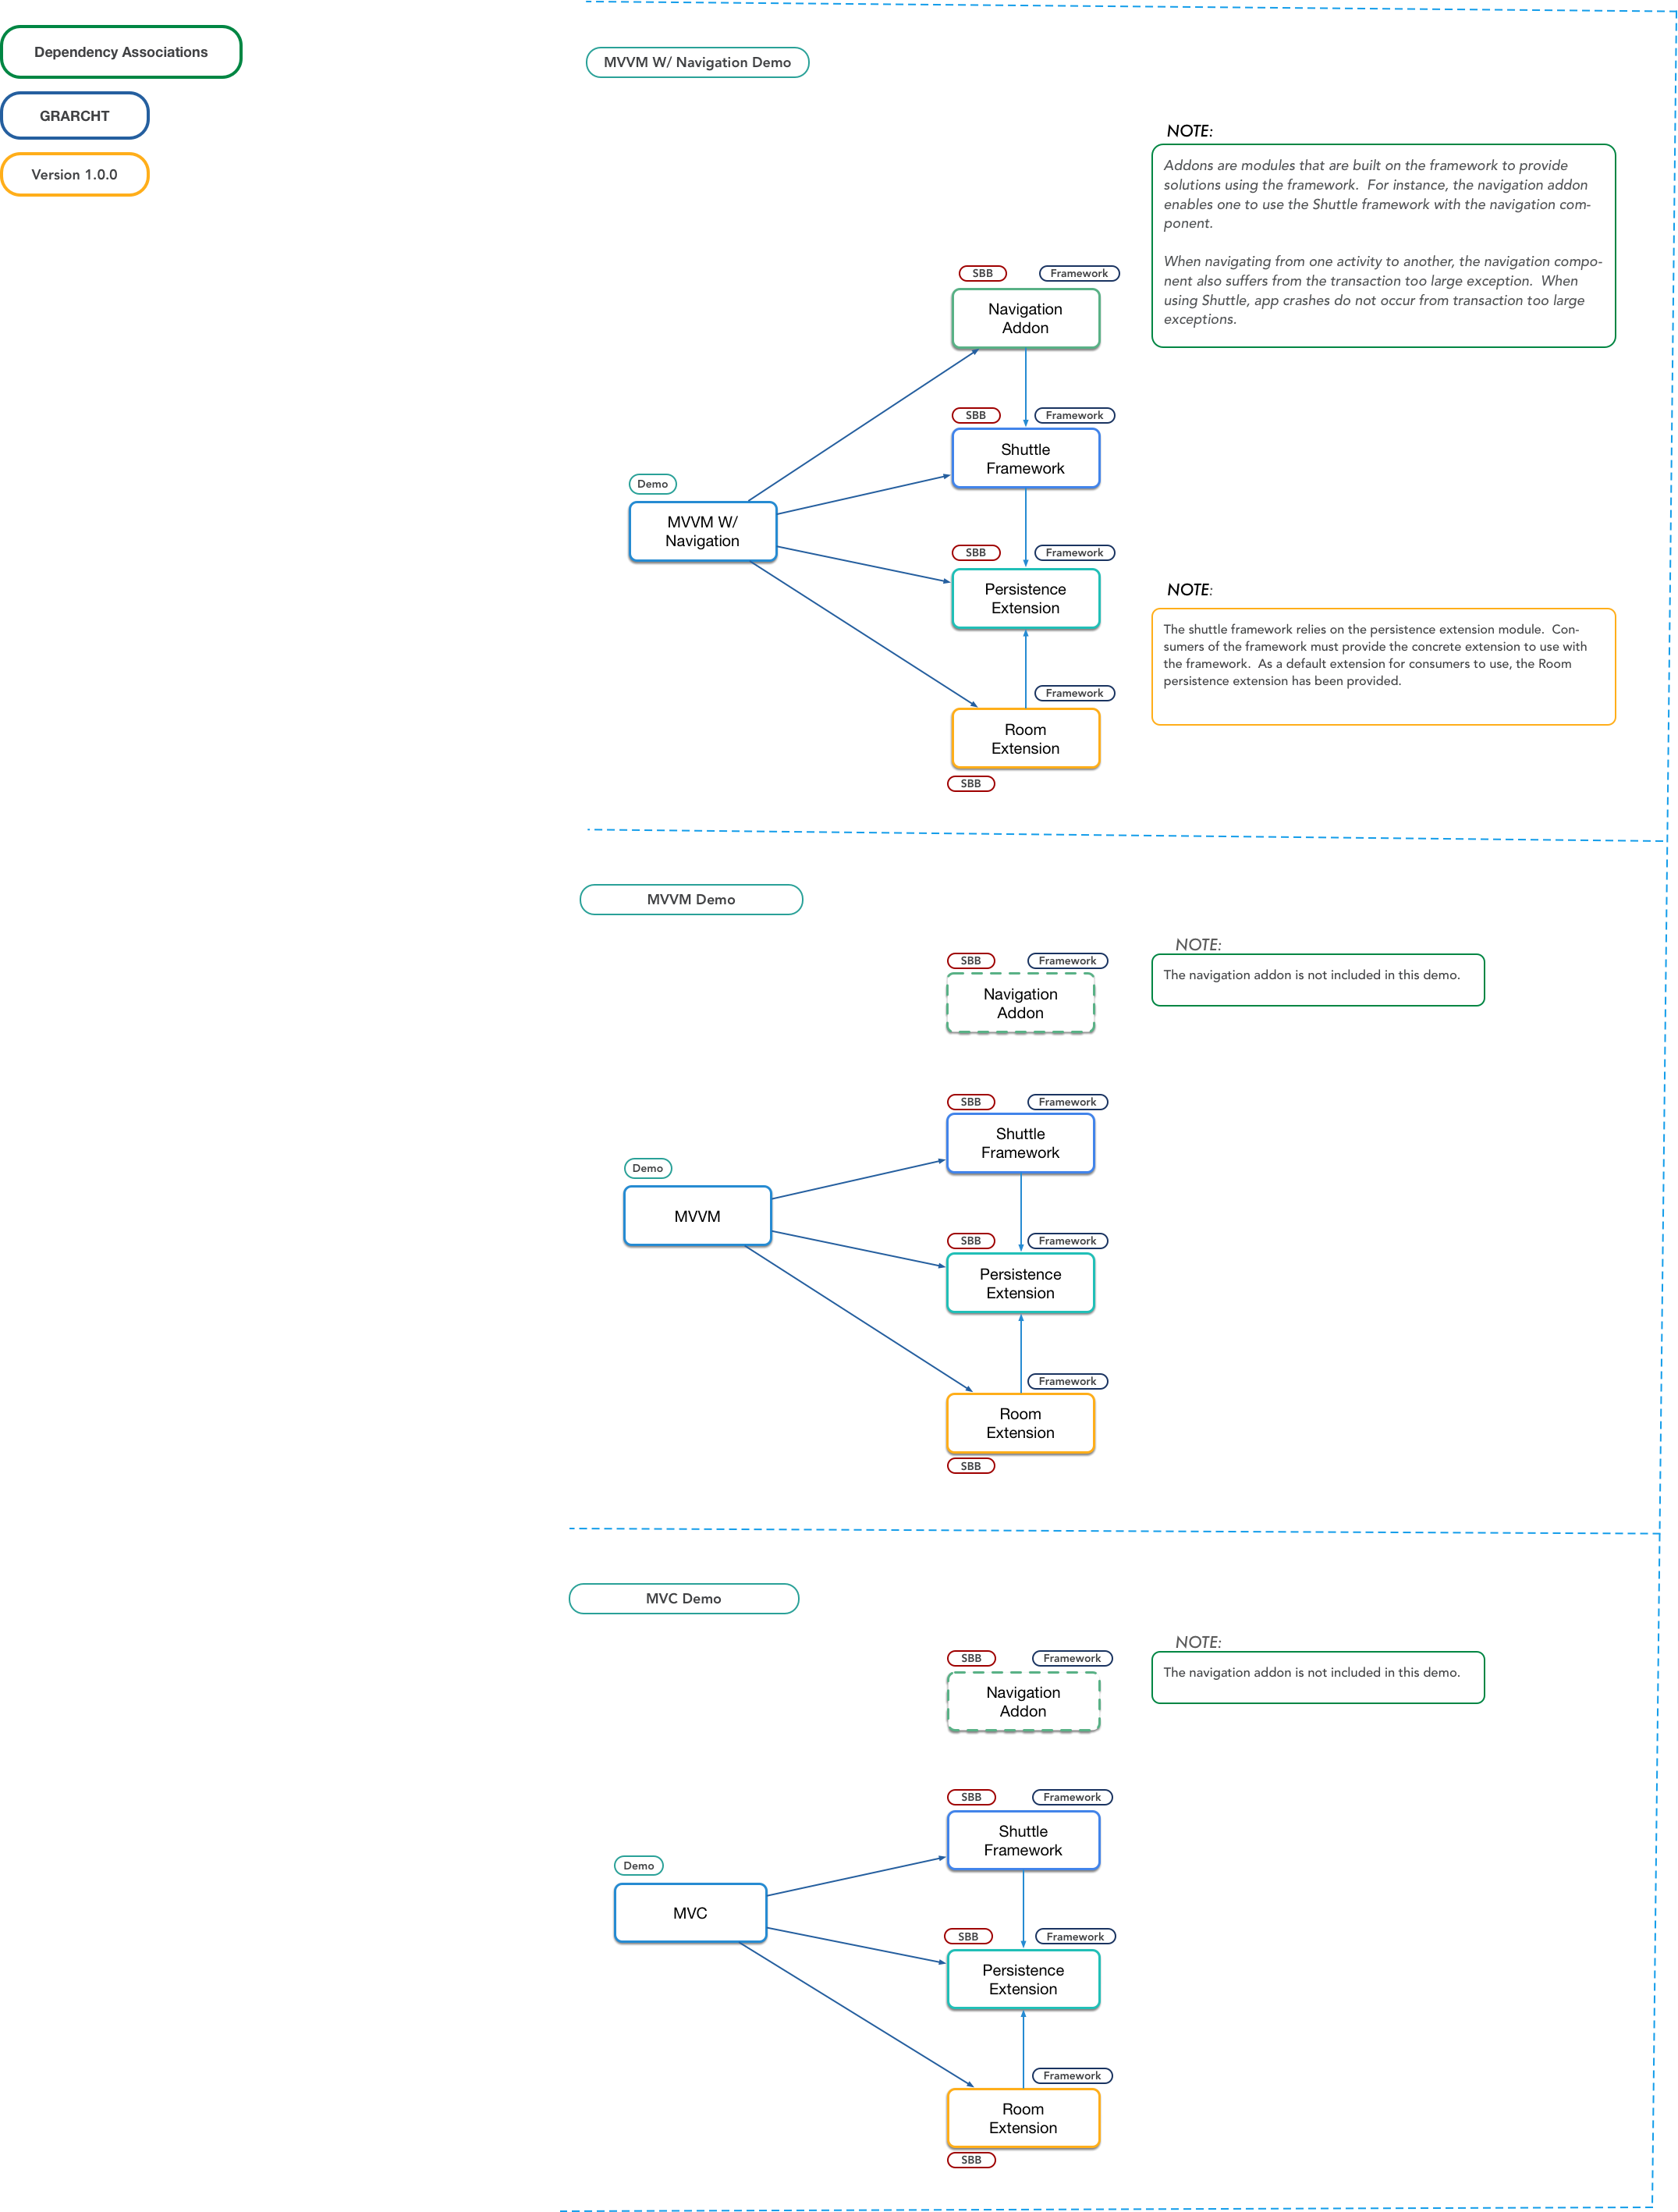 Dependency Associations
GRARCHT
Version 1.0.0
MVVM W/ Navigation Demo
NOTE:
Addons are modules that are built on the framework to provide
solutions using the framework.  For instance, the navigation addon
enables one to use the Shuttle framework with the navigation com-
ponent.
When navigating from one activity to another, the navigation compo-
nent also suffers from the transaction too large exception.  When
using Shuttle, app crashes do not occur from transaction too large
exceptions.
SBB
Framework
Navigation
Addon
SBB
Framework
Shuttle
Framework
Demo
MVVM W/
Navigation
SBB
Framework
Persistence
Extension
NOTE:
The shuttle framework relies on the persistence extension module.  Con-
sumers of the framework must provide the concrete extension to use with
the framework.  As a default extension for consumers to use, the Room
persistence extension has been provided.
Framework
Room
Extension
SBB
MVVM Demo
SBB
Framework
Navigation
Addon
NOTE:
The navigation addon is not included in this demo.
SBB
Framework
Shuttle
Framework
Demo
MVVM
SBB
Framework
Persistence
Extension
Framework
Room
Extension
SBB
MVC Demo
SBB
Framework
Navigation
Addon
NOTE:
The navigation addon is not included in this demo.
SBB
Framework
Shuttle
Framework
Demo
MVC
SBB
Framework
Persistence
Extension
Framework
Room
Extension
SBB